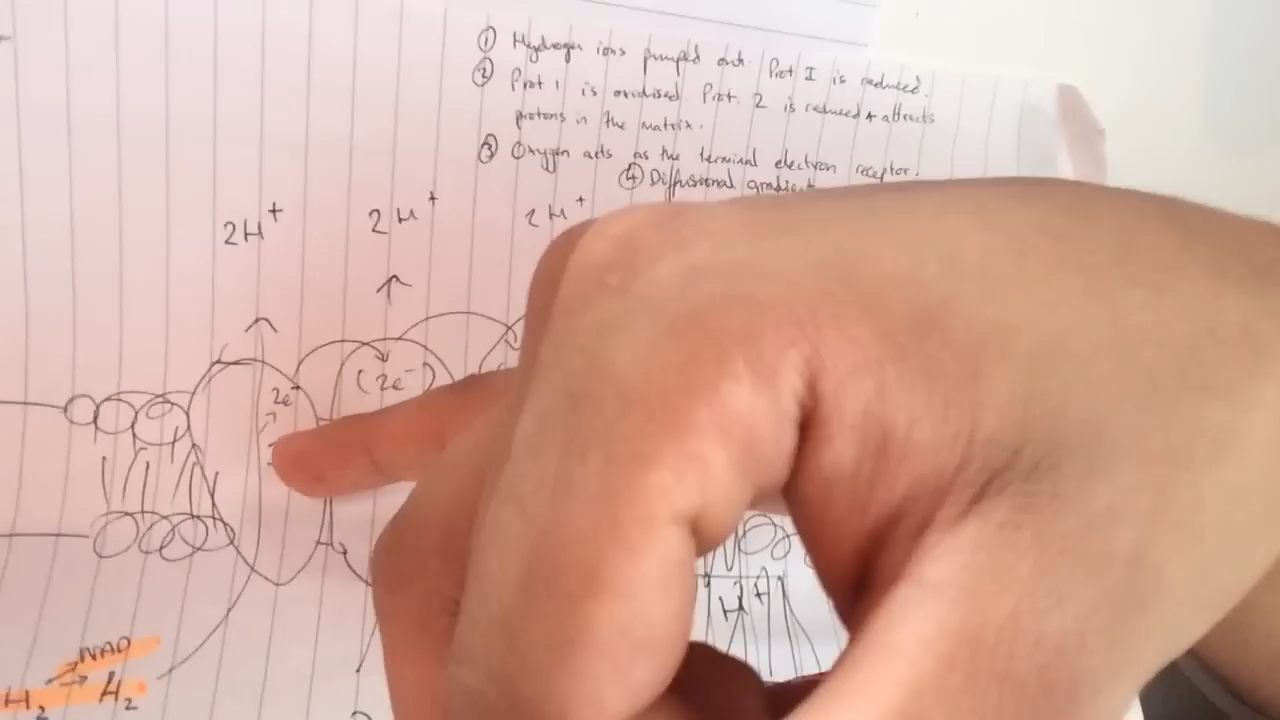 ① Hydrogen ions pumped out. Prot I is reduced.
② Prot 1 is oxidised. Prot. 2 is reduced + attracts
protons in the matrix.
③ Oxygen acts as the terminal electron receptor.
④ Diffusional gradient
2H+ 2H+ 2H+
2e- (2e-)
NAD
H2 → H2